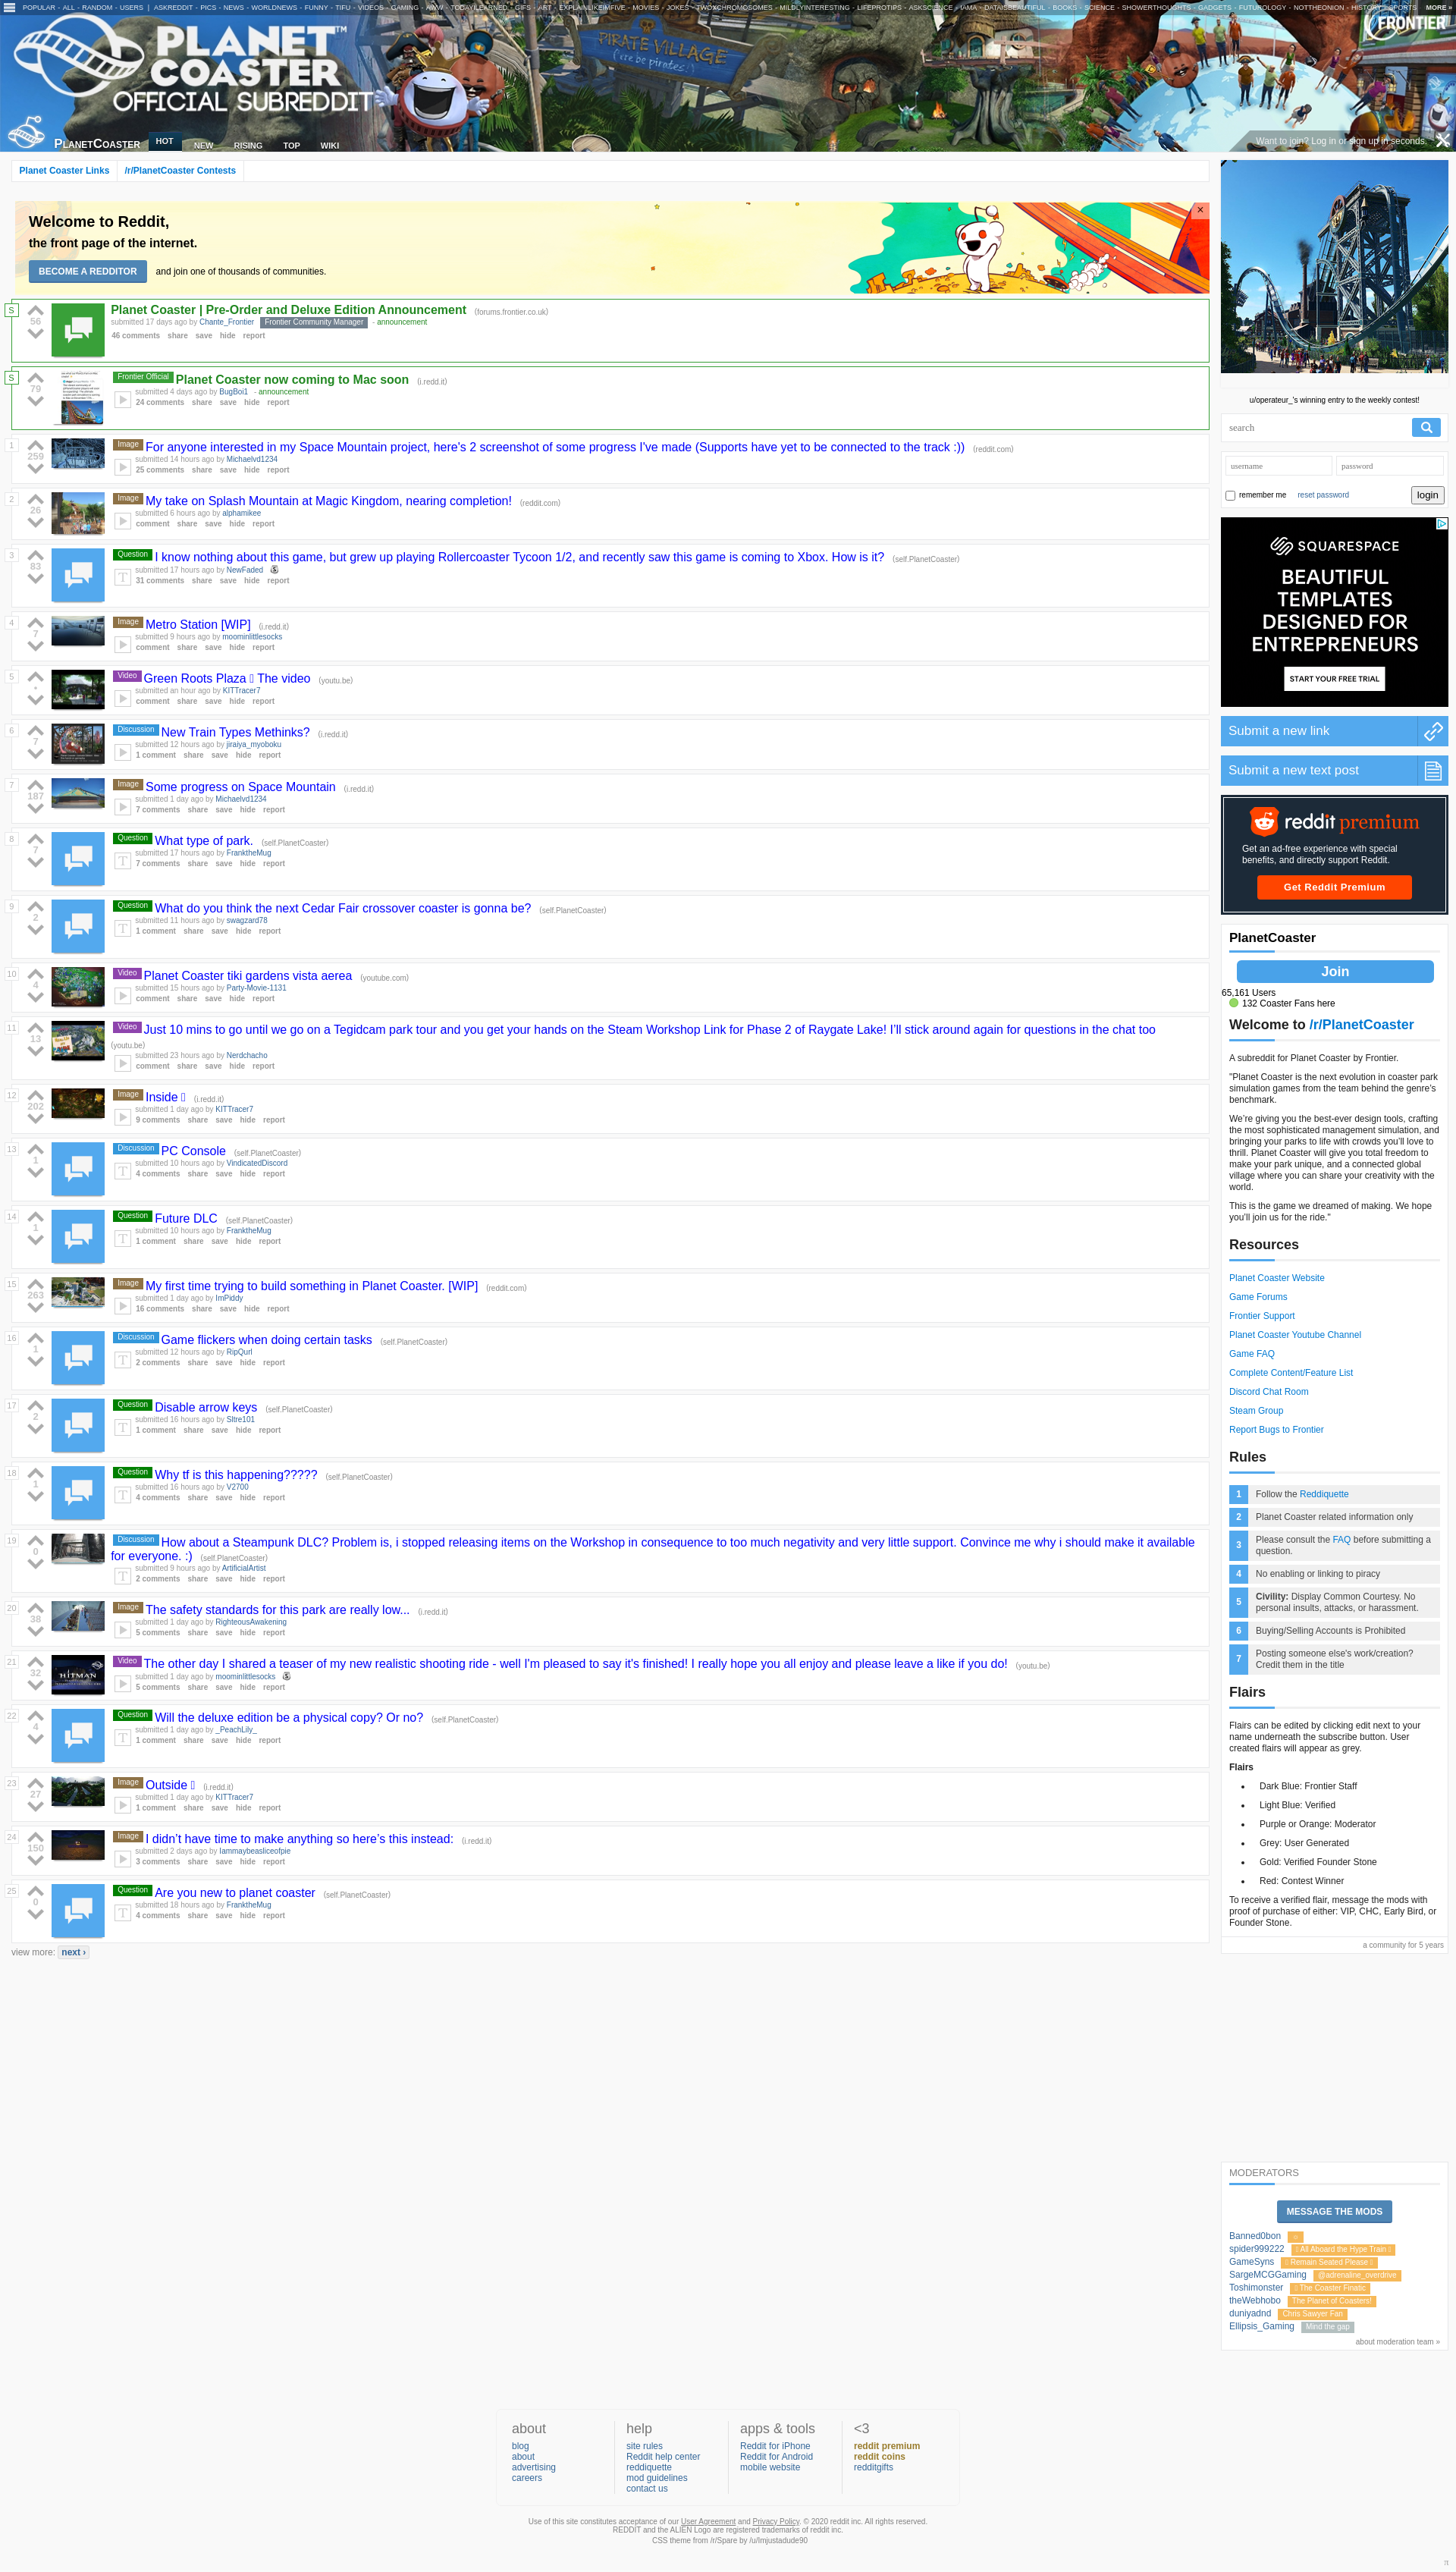 POPULAR - ALL - RANDOM - USERS | ASKREDDIT - PICS - NEWS - WORLDNEWS - FUNNY - TIFU - VIDEOS - GAMING - AWW - TODAYILEARNED - GIFS - ART - EXPLAINLIKEIMFIVE - MOVIES - JOKES - TWOXCHROMOSOMES - MILDLYINTERESTING - LIFEPROTIPS - ASKSCIENCE - IAMA - DATAISBEAUTIFUL - BOOKS - SCIENCE - SHOWERTHOUGHTS - GADGETS - FUTUROLOGY - NOTTHEONION - HISTORY - SPORTS MORE »
PLANET COASTER
OFFICIAL SUBREDDIT
PIRATE VILLAGE
FRONTIER
PlanetCoaster HOT NEW RISING TOP WIKI
Want to join? Log in or sign up in seconds.
Planet Coaster Links /r/PlanetCoaster Contests
Welcome to Reddit,
the front page of the internet.
BECOME A REDDITOR and join one of thousands of communities.
S
56
Planet Coaster | Pre-Order and Deluxe Edition Announcement (forums.frontier.co.uk)
submitted 17 days ago by Chante_Frontier Frontier Community Manager - announcement
46 comments share save hide report
S
79
Frontier Official Planet Coaster now coming to Mac soon (i.redd.it)
submitted 4 days ago by BugBoi1 - announcement
24 comments share save hide report
1
259
Image For anyone interested in my Space Mountain project, here's 2 screenshot of some progress I've made (Supports have yet to be connected to the track :)) (reddit.com)
submitted 14 hours ago by Michaelvd1234
25 comments share save hide report
2
26
Image My take on Splash Mountain at Magic Kingdom, nearing completion! (reddit.com)
submitted 6 hours ago by alphamikee
comment share save hide report
3
83
Question I know nothing about this game, but grew up playing Rollercoaster Tycoon 1/2, and recently saw this game is coming to Xbox. How is it? (self.PlanetCoaster)
submitted 17 hours ago by NewFaded
31 comments share save hide report
4
7
Image Metro Station [WIP] (i.redd.it)
submitted 9 hours ago by moominlittlesocks
comment share save hide report
5
•
Video Green Roots Plaza The video (youtu.be)
submitted an hour ago by KITTracer7
comment share save hide report
6
7
Discussion New Train Types Methinks? (i.redd.it)
submitted 12 hours ago by jiraiya_myoboku
1 comment share save hide report
7
187
Image Some progress on Space Mountain (i.redd.it)
submitted 1 day ago by Michaelvd1234
7 comments share save hide report
8
7
Question What type of park. (self.PlanetCoaster)
submitted 17 hours ago by FranktheMug
7 comments share save hide report
9
2
Question What do you think the next Cedar Fair crossover coaster is gonna be? (self.PlanetCoaster)
submitted 11 hours ago by swagzard78
1 comment share save hide report
10
4
Video Planet Coaster tiki gardens vista aerea (youtube.com)
submitted 15 hours ago by Party-Movie-1131
comment share save hide report
11
13
Video Just 10 mins to go until we go on a Tegidcam park tour and you get your hands on the Steam Workshop Link for Phase 2 of Raygate Lake! I'll stick around again for questions in the chat too
(youtu.be)
submitted 23 hours ago by Nerdchacho
comment share save hide report
12
202
Image Inside (i.redd.it)
submitted 1 day ago by KITTracer7
9 comments share save hide report
13
1
Discussion PC Console (self.PlanetCoaster)
submitted 10 hours ago by VindicatedDiscord
4 comments share save hide report
14
1
Question Future DLC (self.PlanetCoaster)
submitted 10 hours ago by FranktheMug
1 comment share save hide report
15
263
Image My first time trying to build something in Planet Coaster. [WIP] (reddit.com)
submitted 1 day ago by ImPiddy
16 comments share save hide report
16
1
Discussion Game flickers when doing certain tasks (self.PlanetCoaster)
submitted 12 hours ago by RipQurl
2 comments share save hide report
17
2
Question Disable arrow keys (self.PlanetCoaster)
submitted 16 hours ago by Sltre101
1 comment share save hide report
18
1
Question Why tf is this happening????? (self.PlanetCoaster)
submitted 16 hours ago by V2700
4 comments share save hide report
19
0
Discussion How about a Steampunk DLC? Problem is, i stopped releasing items on the Workshop in consequence to too much negativity and very little support. Convince me why i should make it available
for everyone. :) (self.PlanetCoaster)
submitted 9 hours ago by ArtificialArtist
2 comments share save hide report
20
38
Image The safety standards for this park are really low... (i.redd.it)
submitted 1 day ago by RighteousAwakening
5 comments share save hide report
21
32
HITMAN
Video The other day I shared a teaser of my new realistic shooting ride - well I'm pleased to say it's finished! I really hope you all enjoy and please leave a like if you do! (youtu.be)
submitted 1 day ago by moominlittlesocks
5 comments share save hide report
22
4
Question Will the deluxe edition be a physical copy? Or no? (self.PlanetCoaster)
submitted 1 day ago by _PeachLily_
1 comment share save hide report
23
27
Image Outside (i.redd.it)
submitted 1 day ago by KITTracer7
1 comment share save hide report
24
150
Image I didn't have time to make anything so here's this instead: (i.redd.it)
submitted 2 days ago by Iammaybeasliceofpie
3 comments share save hide report
25
0
Question Are you new to planet coaster (self.PlanetCoaster)
submitted 18 hours ago by FranktheMug
4 comments share save hide report
view more: next ›
u/operator_'s winning entry to the weekly contest!
search
username password
remember me reset password login
SQUARESPACE
BEAUTIFUL
TEMPLATES
DESIGNED FOR
ENTREPRENEURS
START YOUR FREE TRIAL
Submit a new link
Submit a new text post
reddit premium
Get an ad-free experience with special
benefits, and directly support Reddit.
Get Reddit Premium
PlanetCoaster
Join
65,161 Users
132 Coaster Fans here
Welcome to /r/PlanetCoaster
A subreddit for Planet Coaster by Frontier.
"Planet Coaster is the next evolution in coaster park
simulation games from the team behind the genre's
benchmark.
We're giving you the best-ever design tools, crafting
the most sophisticated management simulation, and
bringing your parks to life with crowds you'll love to
thrill. Planet Coaster will give you total freedom to
make your park unique, and a connected global
village where you can share your creativity with the
world.
This is the game we dreamed of making. We hope
you'll join us for the ride."
Resources
Planet Coaster Website
Game Forums
Frontier Support
Planet Coaster Youtube Channel
Game FAQ
Complete Content/Feature List
Discord Chat Room
Steam Group
Report Bugs to Frontier
Rules
1 Follow the Reddiquette
2 Planet Coaster related information only
3 Please consult the FAQ before submitting a
question.
4 No enabling or linking to piracy
5 Civility: Display Common Courtesy. No
personal insults, attacks, or harassment.
6 Buying/Selling Accounts is Prohibited
7 Posting someone else's work/creation?
Credit them in the title
Flairs
Flairs can be edited by clicking edit next to your
name underneath the subscribe button. User
created flairs will appear as grey.
Flairs
• Dark Blue: Frontier Staff
• Light Blue: Verified
• Purple or Orange: Moderator
• Grey: User Generated
• Gold: Verified Founder Stone
• Red: Contest Winner
To receive a verified flair, message the mods with
proof of purchase of either: VIP, CHC, Early Bird, or
Founder Stone.
a community for 5 years
MODERATORS
MESSAGE THE MODS
Banned0bon
spider999222 All Aboard the Hype Train
GameSyns Remain Seated Please
SargeMCGGaming @adrenaline_overdrive
Toshimonster The Coaster Finatic
theWebhobo The Planet of Coasters!
duniyadnd Chris Sawyer Fan
Ellipsis_Gaming Mind the gap
about moderation team »
about
blog
about
advertising
careers
help
site rules
Reddit help center
reddiquette
mod guidelines
contact us
apps & tools
Reddit for iPhone
Reddit for Android
mobile website
<3
reddit premium
reddit coins
redditgifts
Use of this site constitutes acceptance of our User Agreement and Privacy Policy. © 2020 reddit inc. All rights reserved.
REDDIT and the ALIEN Logo are registered trademarks of reddit inc.
CSS theme from /r/Spare by /u/Imjustadude90
π